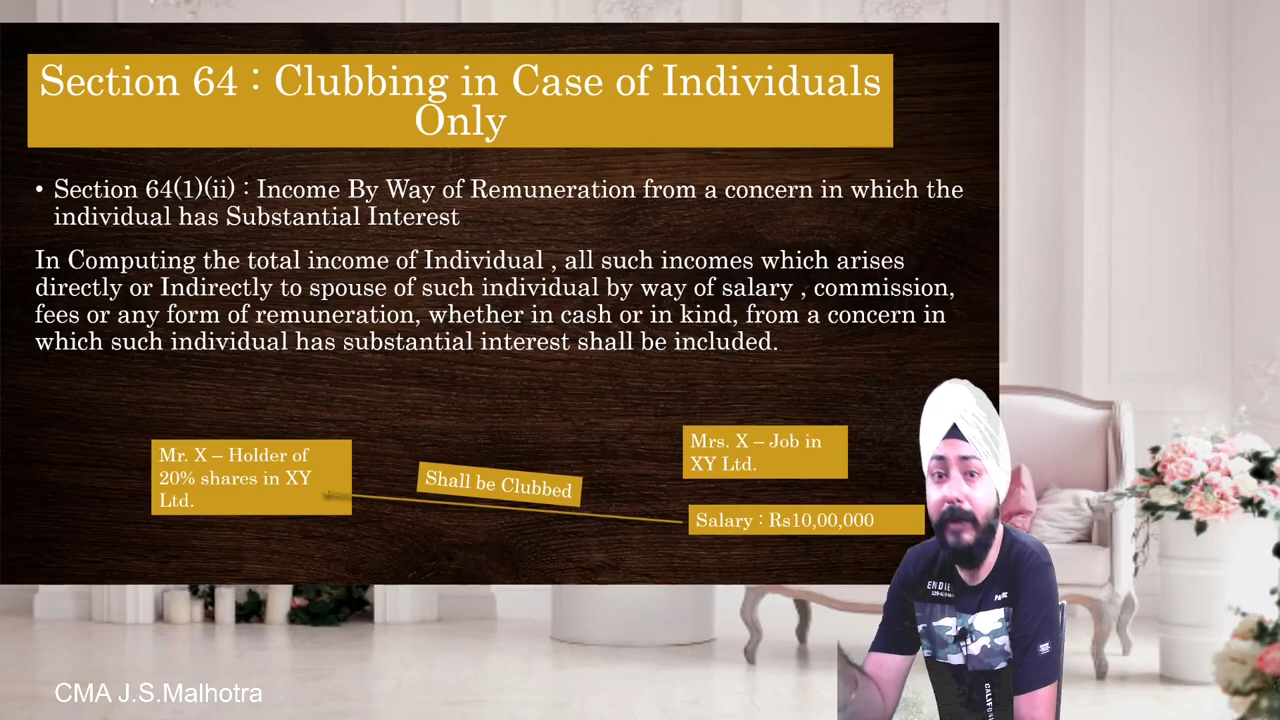 Section 64 : Clubbing in Case of Individuals
Only
• Section 64(1)(ii) : Income By Way of Remuneration from a concern in which the
individual has Substantial Interest
In Computing the total income of Individual , all such incomes which arises
directly or Indirectly to spouse of such individual by way of salary , commission,
fees or any form of remuneration, whether in cash or in kind, from a concern in
which such individual has substantial interest shall be included.
Mr. X – Holder of
20% shares in XY
Ltd.
Shall be Clubbed
Mrs. X – Job in
XY Ltd.
Salary : Rs10,00,000
CMA J.S.Malhotra